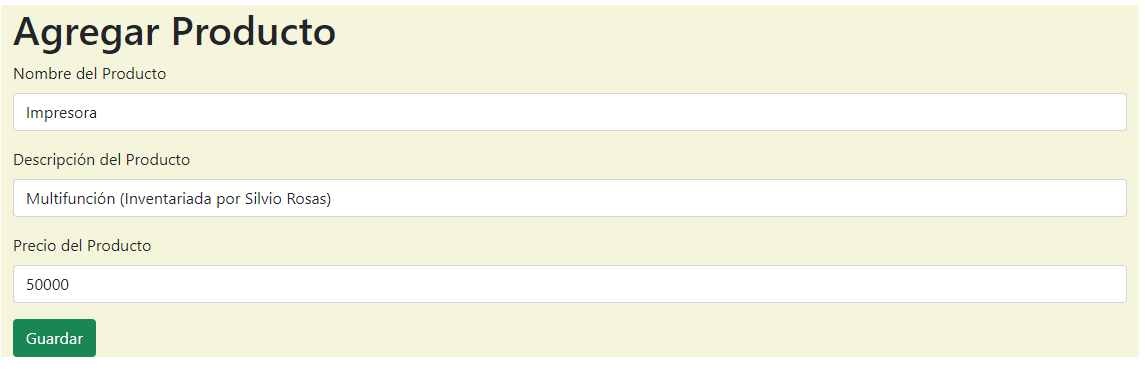 Agregar Producto
Nombre del Producto
Impresora
Descripción del Producto
Multifunción (Inventariada por Silvio Rosas)
Precio del Producto
50000
Guardar